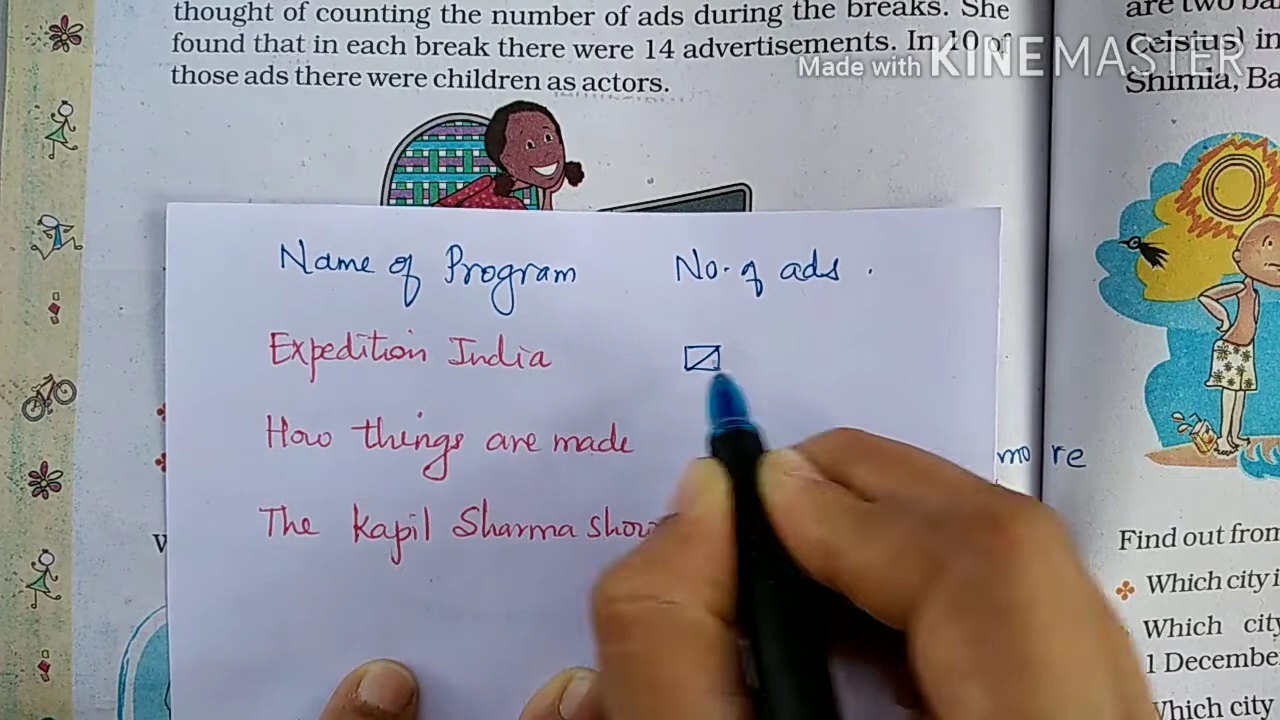 thought of counting the number of ads during the breaks. She
found that in each break there were 14 advertisements. In 10 of
those ads there were children as actors.
are two
Celsius) in
Shimla, Ba
Made with KINEMASTER
Name of Program No. of ads.
Expedition India
How things are made
more
The Kapil Sharma show
W
Find out from
Which city i
Which city
1 December
Which city